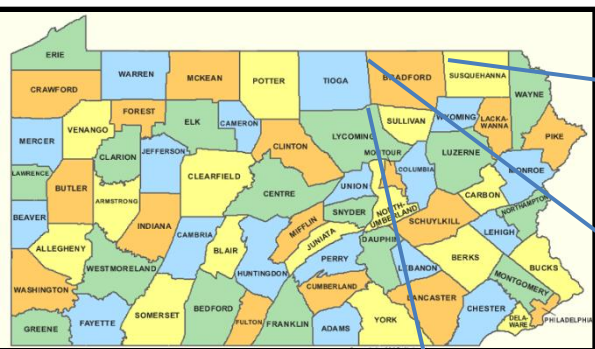 ERIE
WARREN
MCKEAN
POTTER
TIOGA
BRADFORD
SUSQUEHANNA
WAYNE
CRAWFORD
FOREST
ELK
CAMERON
SULLIVAN
WYOMING
LACKA-
WANNA
PIKE
MERCER
VENANGO
CLARION
JEFFERSON
CLINTON
LYCOMING
MONTOUR
COLUMBIA
LUZERNE
MONROE
LAWRENCE
BUTLER
ARMSTRONG
CLEARFIELD
CENTRE
UNION
SNYDER
NORTH-
UMBERLAND
CARBON
NORTHAMPTON
BEAVER
INDIANA
CAMBRIA
BLAIR
MIFFLIN
JUNIATA
SCHUYLKILL
LEHIGH
ALLEGHENY
WESTMORELAND
HUNTINGDON
PERRY
DAUPHIN
LEBANON
BERKS
BUCKS
WASHINGTON
SOMERSET
BEDFORD
CUMBERLAND
LANCASTER
MONTGOMERY
GREENE
FAYETTE
FULTON
FRANKLIN
ADAMS
YORK
CHESTER
DELA-
WARE
PHILADELPHIA